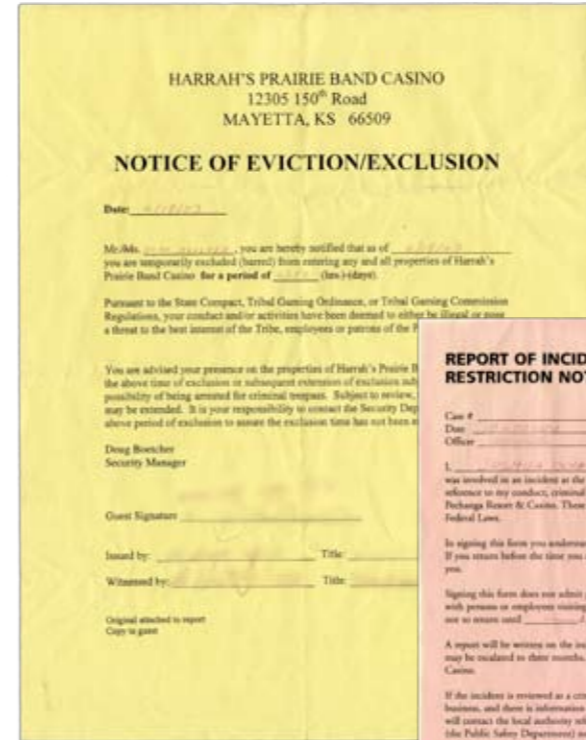 HARRAH'S PRAIRIE BAND CASINO
12305 150th Road
MAYETTA, KS 66509
NOTICE OF EVICTION/EXCLUSION
Date:
Mr./Ms. , you are hereby notified that as of
you are temporarily excluded (barred) from entering any and all properties of Harrah's
Prairie Band Casino for a period of (hrs.)-(days).
Pursuant to the State Compact, Tribal Gaming Ordinance, or Tribal Gaming Commission
Regulations, your conduct and/or activities have been deemed to either be illegal or pose
a threat to the best interest of the Tribe, employees or patrons of the
You are advised your presence on the properties of Harrah's Prairie B
the above time of exclusion or subsequent extension of exclusion
possibility of being arrested for criminal trespass. Subject to review,
may be extended. It is your responsibility to contact the Security Dep
above period of exclusion to assure the exclusion time has not been
Doug Boetcher
Security Manager
Guest Signature
Issued by: Title:
Witnessed by: Title:
Original attached to report
Copy to guest
REPORT OF INCID
RESTRICTION NO
Case #
Date
Officer
I,
was involved in an incident at the
reference to my conduct, criminal
Pechanga Resort & Casino. These
Federal Laws.
In signing this form you understan
If you return before the time you
you.
Signing this form does not admit
with persons or employees visiting
not to return until
A report will be written on the inc
may be escalated to three months.
Casino.
If the incident is reviewed as a cri
business, and there is information
will contact the local authority
(the Public Safety Department)